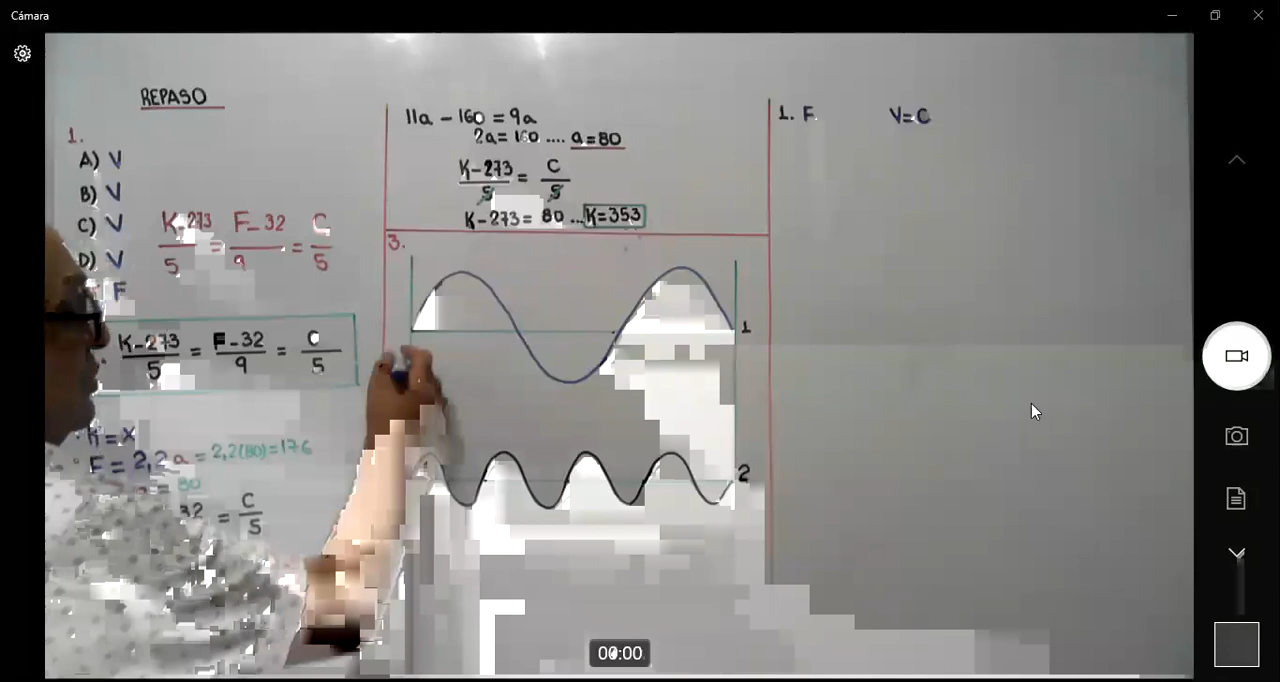 Cámara
REPASO
1.
A) V
B) V
C) V
D) V
F
K-273 / 5 = F-32 / 9 = C / 5
K-273 / 5 = F-32 / 9 = C / 5
K = X
F = 2,2a = 2,2(80) = 176
= 80
32 = C / 5
11a - 160 = 9a
2a = 160 .... a = 80
K-273 / 5 = C / 5
K-273 = 80 ... K=353
3.
1
2
1. F.
V=C
00:00